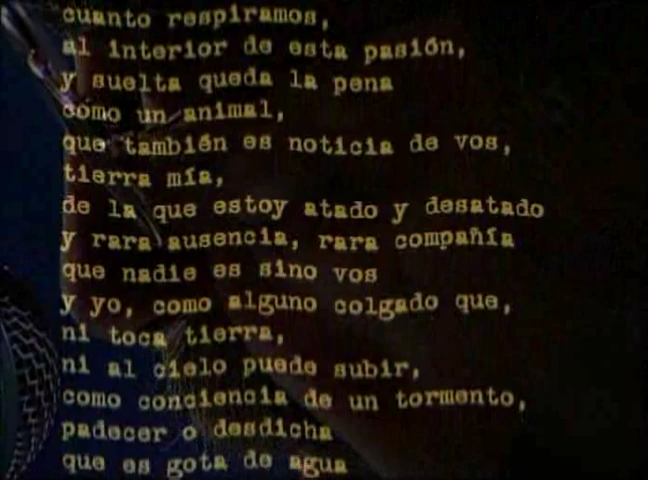 cuanto respiramos,
al interior de esta pasión,
y suelta queda la pena
como un animal,
que también es noticia de vos,
tierra mía,
de la que estoy atado y desatado
y rara ausencia, rara compañía
que nadie es sino vos
y yo, como alguno colgado que,
ni toca tierra,
ni al cielo puede subir,
como conciencia de un tormento,
padecer o desdicha
que es gota de agua